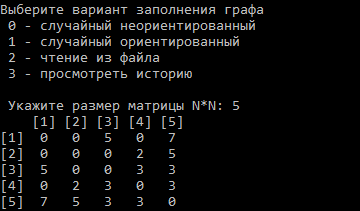 Выберите вариант заполнения графа
0 - случайный неориентированный
1 - случайный ориентированный
2 - чтение из файла
3 - просмотреть историю
Укажите размер матрицы N*N: 5
[1] [2] [3] [4] [5]
[1] 0 0 5 0 7
[2] 0 0 0 2 5
[3] 5 0 0 3 3
[4] 0 2 3 0 3
[5] 7 5 3 3 0